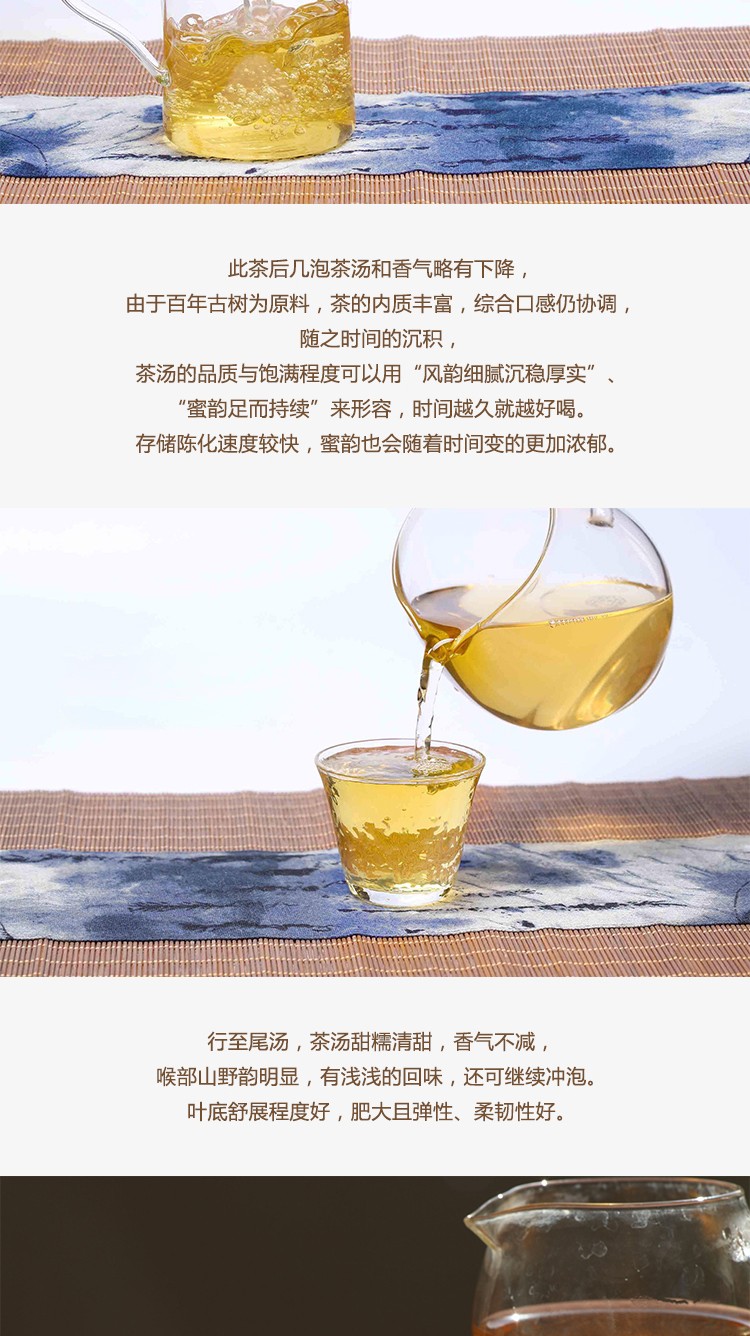 此茶后几泡茶汤和香气略有下降，
由于百年古树为原料，茶的内质丰富，综合口感仍协调，
随之时间的沉积，
茶汤的品质与饱满程度可以用“风韵细腻沉稳厚实”、
“蜜韵足而持续”来形容，时间越久就越好喝。
存储陈化速度较快，蜜韵也会随着时间变的更加浓郁。
行至尾汤，茶汤甜糯清甜，香气不减，
喉部山野韵明显，有浅浅的回味，还可继续冲泡。
叶底舒展程度好，肥大且弹性、柔韧性好。